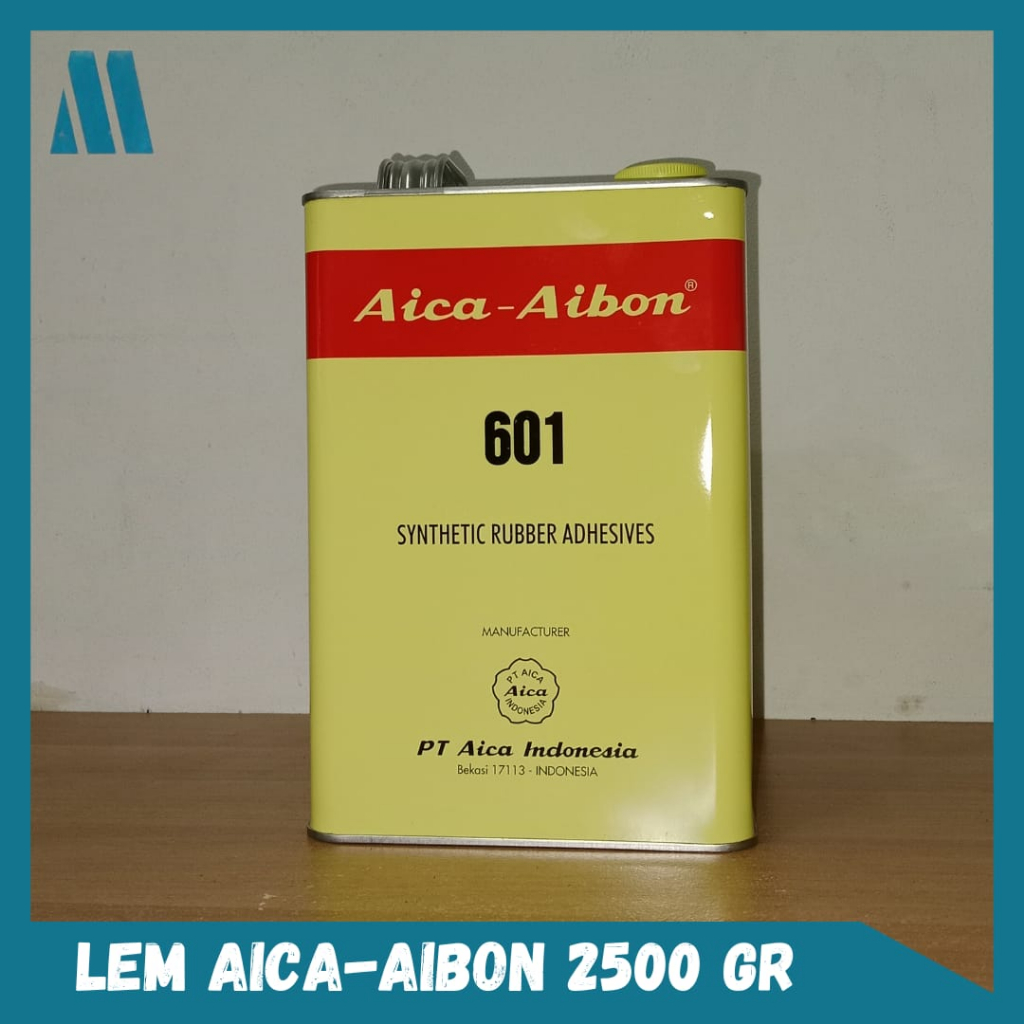 Aica-Aibon®
601
SYNTHETIC RUBBER ADHESIVES
MANUFACTURER
PT AICA
Aica
INDONESIA
PT Aica Indonesia
Bekasi 17113 - INDONESIA
LEM AICA-AIBON 2500 GR